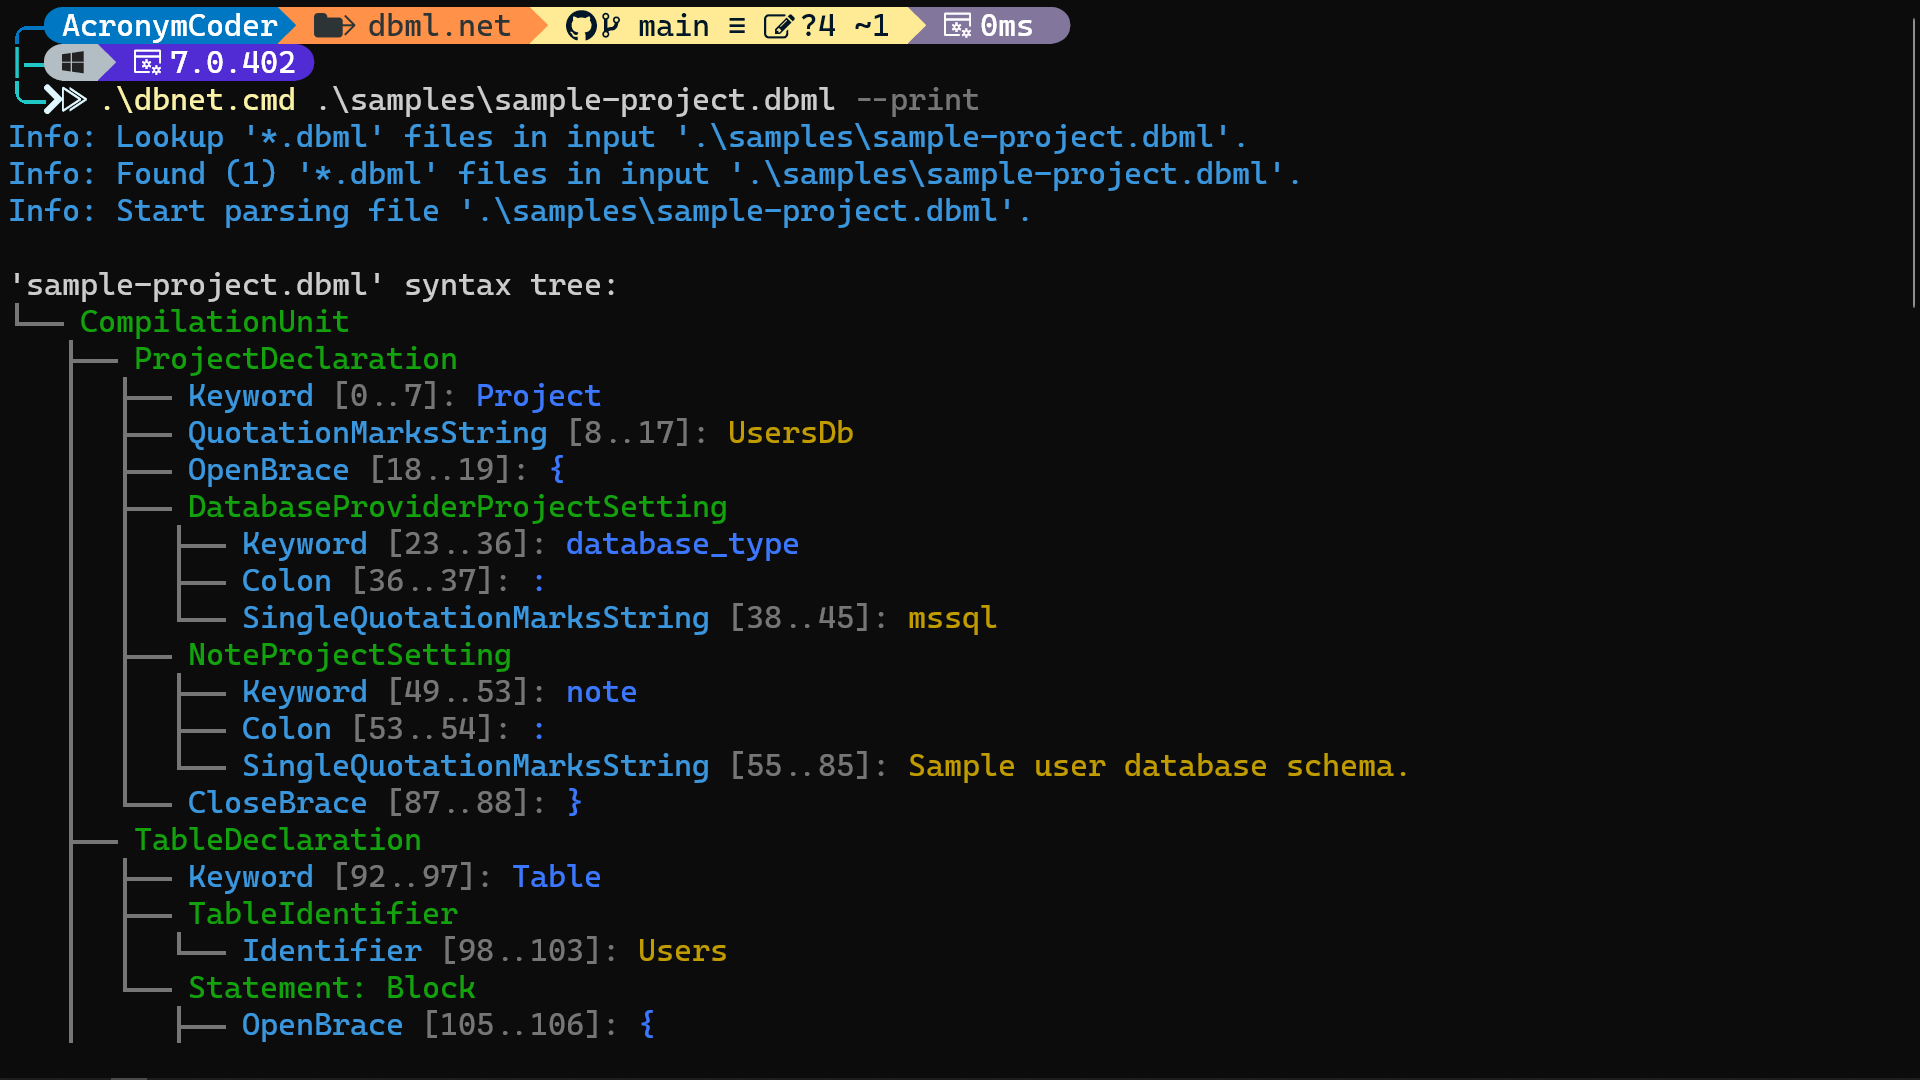 AcronymCoder dbml.net main ≡ ?4 ~1 0ms
7.0.402
.\dbnet.cmd .\samples\sample-project.dbml --print
Info: Lookup '*.dbml' files in input '.\samples\sample-project.dbml'.
Info: Found (1) '*.dbml' files in input '.\samples\sample-project.dbml'.
Info: Start parsing file '.\samples\sample-project.dbml'.
'sample-project.dbml' syntax tree:
└── CompilationUnit
    ├── ProjectDeclaration
    │  ├── Keyword [0..7]: Project
    │  ├── QuotationMarksString [8..17]: UsersDb
    │  ├── OpenBrace [18..19]: {
    │  ├── DatabaseProviderProjectSetting
    │  │  ├── Keyword [23..36]: database_type
    │  │  ├── Colon [36..37]: :
    │  │  └── SingleQuotationMarksString [38..45]: mssql
    │  ├── NoteProjectSetting
    │  │  ├── Keyword [49..53]: note
    │  │  ├── Colon [53..54]: :
    │  │  └── SingleQuotationMarksString [55..85]: Sample user database schema.
    │  └── CloseBrace [87..88]: }
    ├── TableDeclaration
    │  ├── Keyword [92..97]: Table
    │  ├── TableIdentifier
    │  │  └── Identifier [98..103]: Users
    │  └── Statement: Block
    │     ├── OpenBrace [105..106]: {